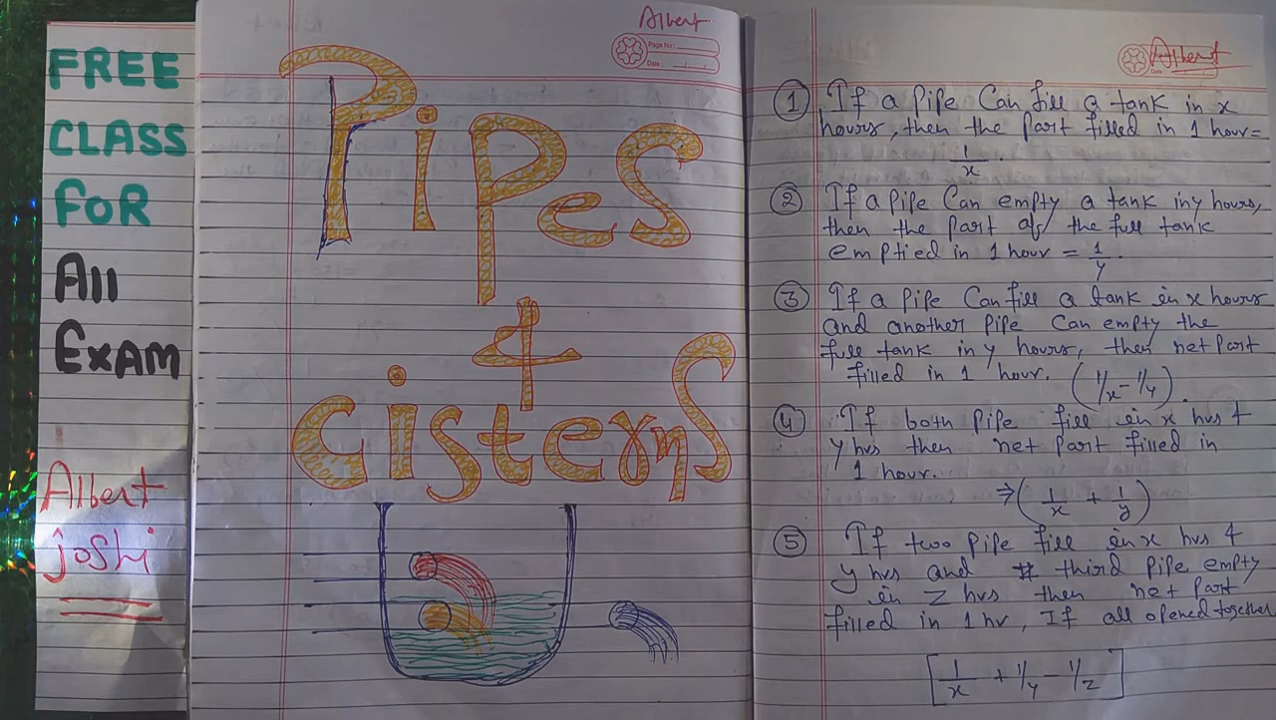 FREE
CLASS
FOR
All
EXAM
Albert
joshi
Albert
Page No :
Date :
Pipes
&
cisterns
Albert
Date
① If a Pipe Can fill a tank in x
hours, then the Part filled in 1 hour =
1/x.
② If a Pipe Can empty a tank in y hours,
then the Part of the full tank
emptied in 1 hour = 1/y.
③ If a Pipe Can fill a tank in x hours
and another Pipe Can empty the
full tank in y hours, then net part
filled in 1 hour. (1/x - 1/y).
④ If both Pipe fill in x hrs &
y hrs then net Part filled in
1 hour.
⇒ (1/x + 1/y)
⑤ If two Pipe fill in x hrs &
y hrs and third Pipe empty
in z hrs then net Part
filled in 1 hr, If all opened together
[1/x + 1/y - 1/z]